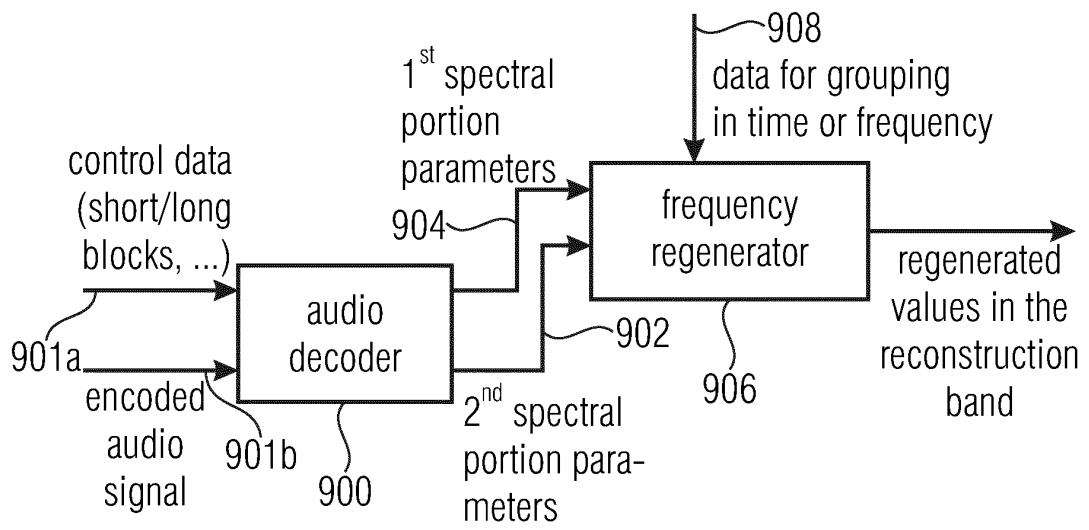 908
data for grouping
in time or frequency
1st spectral
portion
parameters
904
control data
(short/long
blocks, ...)
901a
encoded
audio
signal
901b
audio
decoder
900
902
2nd spectral
portion para-
meters
frequency
regenerator
906
regenerated
values in the
reconstruction
band